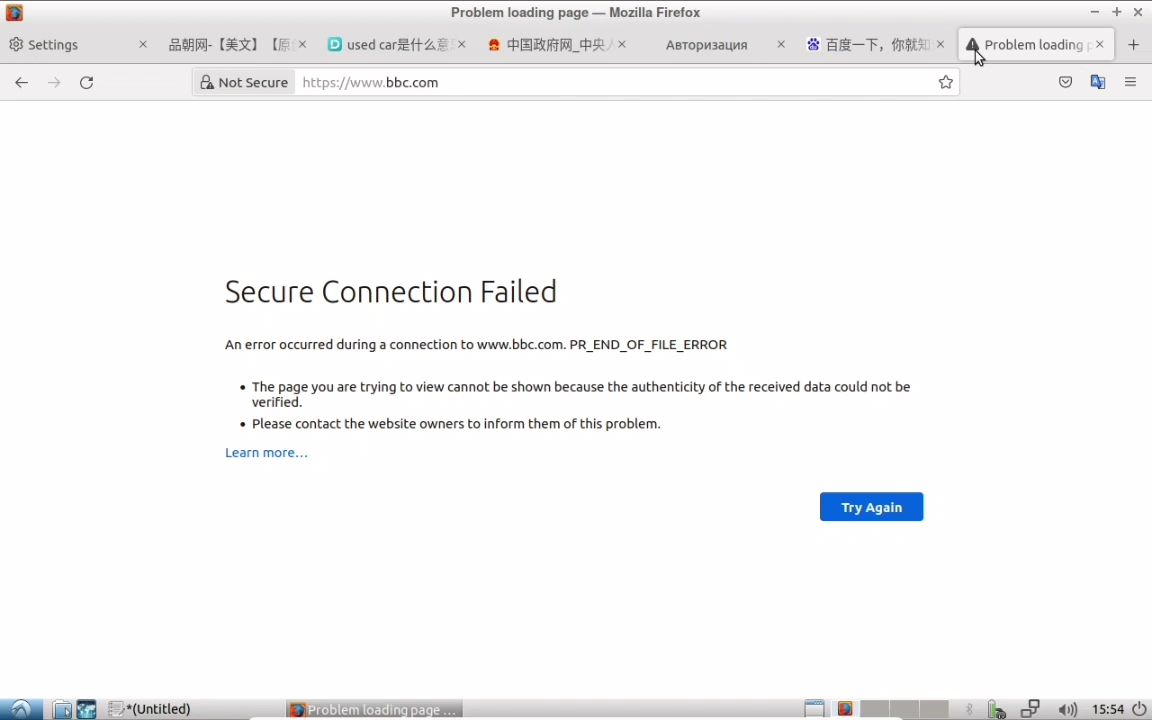 Problem loading page — Mozilla Firefox
Settings
品朝网-【美文】【原
used car是什么意
中国政府网_中央
Авторизация
百度一下，你就知
Problem loading p
Not Secure
https://www.bbc.com
Secure Connection Failed
An error occurred during a connection to www.bbc.com. PR_END_OF_FILE_ERROR
• The page you are trying to view cannot be shown because the authenticity of the received data could not be
verified.
• Please contact the website owners to inform them of this problem.
Learn more…
Try Again
*(Untitled)
Problem loading page ...
15:54